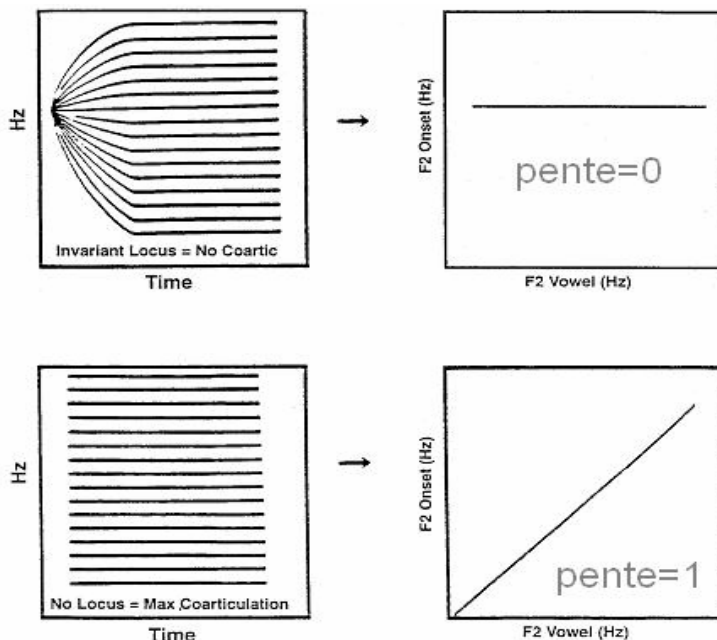 Hz
Invariant Locus = No Coartic
Time
F2 Onset (Hz)
pente=0
F2 Vowel (Hz)
Hz
No Locus = Max.Coarticulation
Time
F2 Onset (Hz)
pente=1
F2 Vowel (Hz)